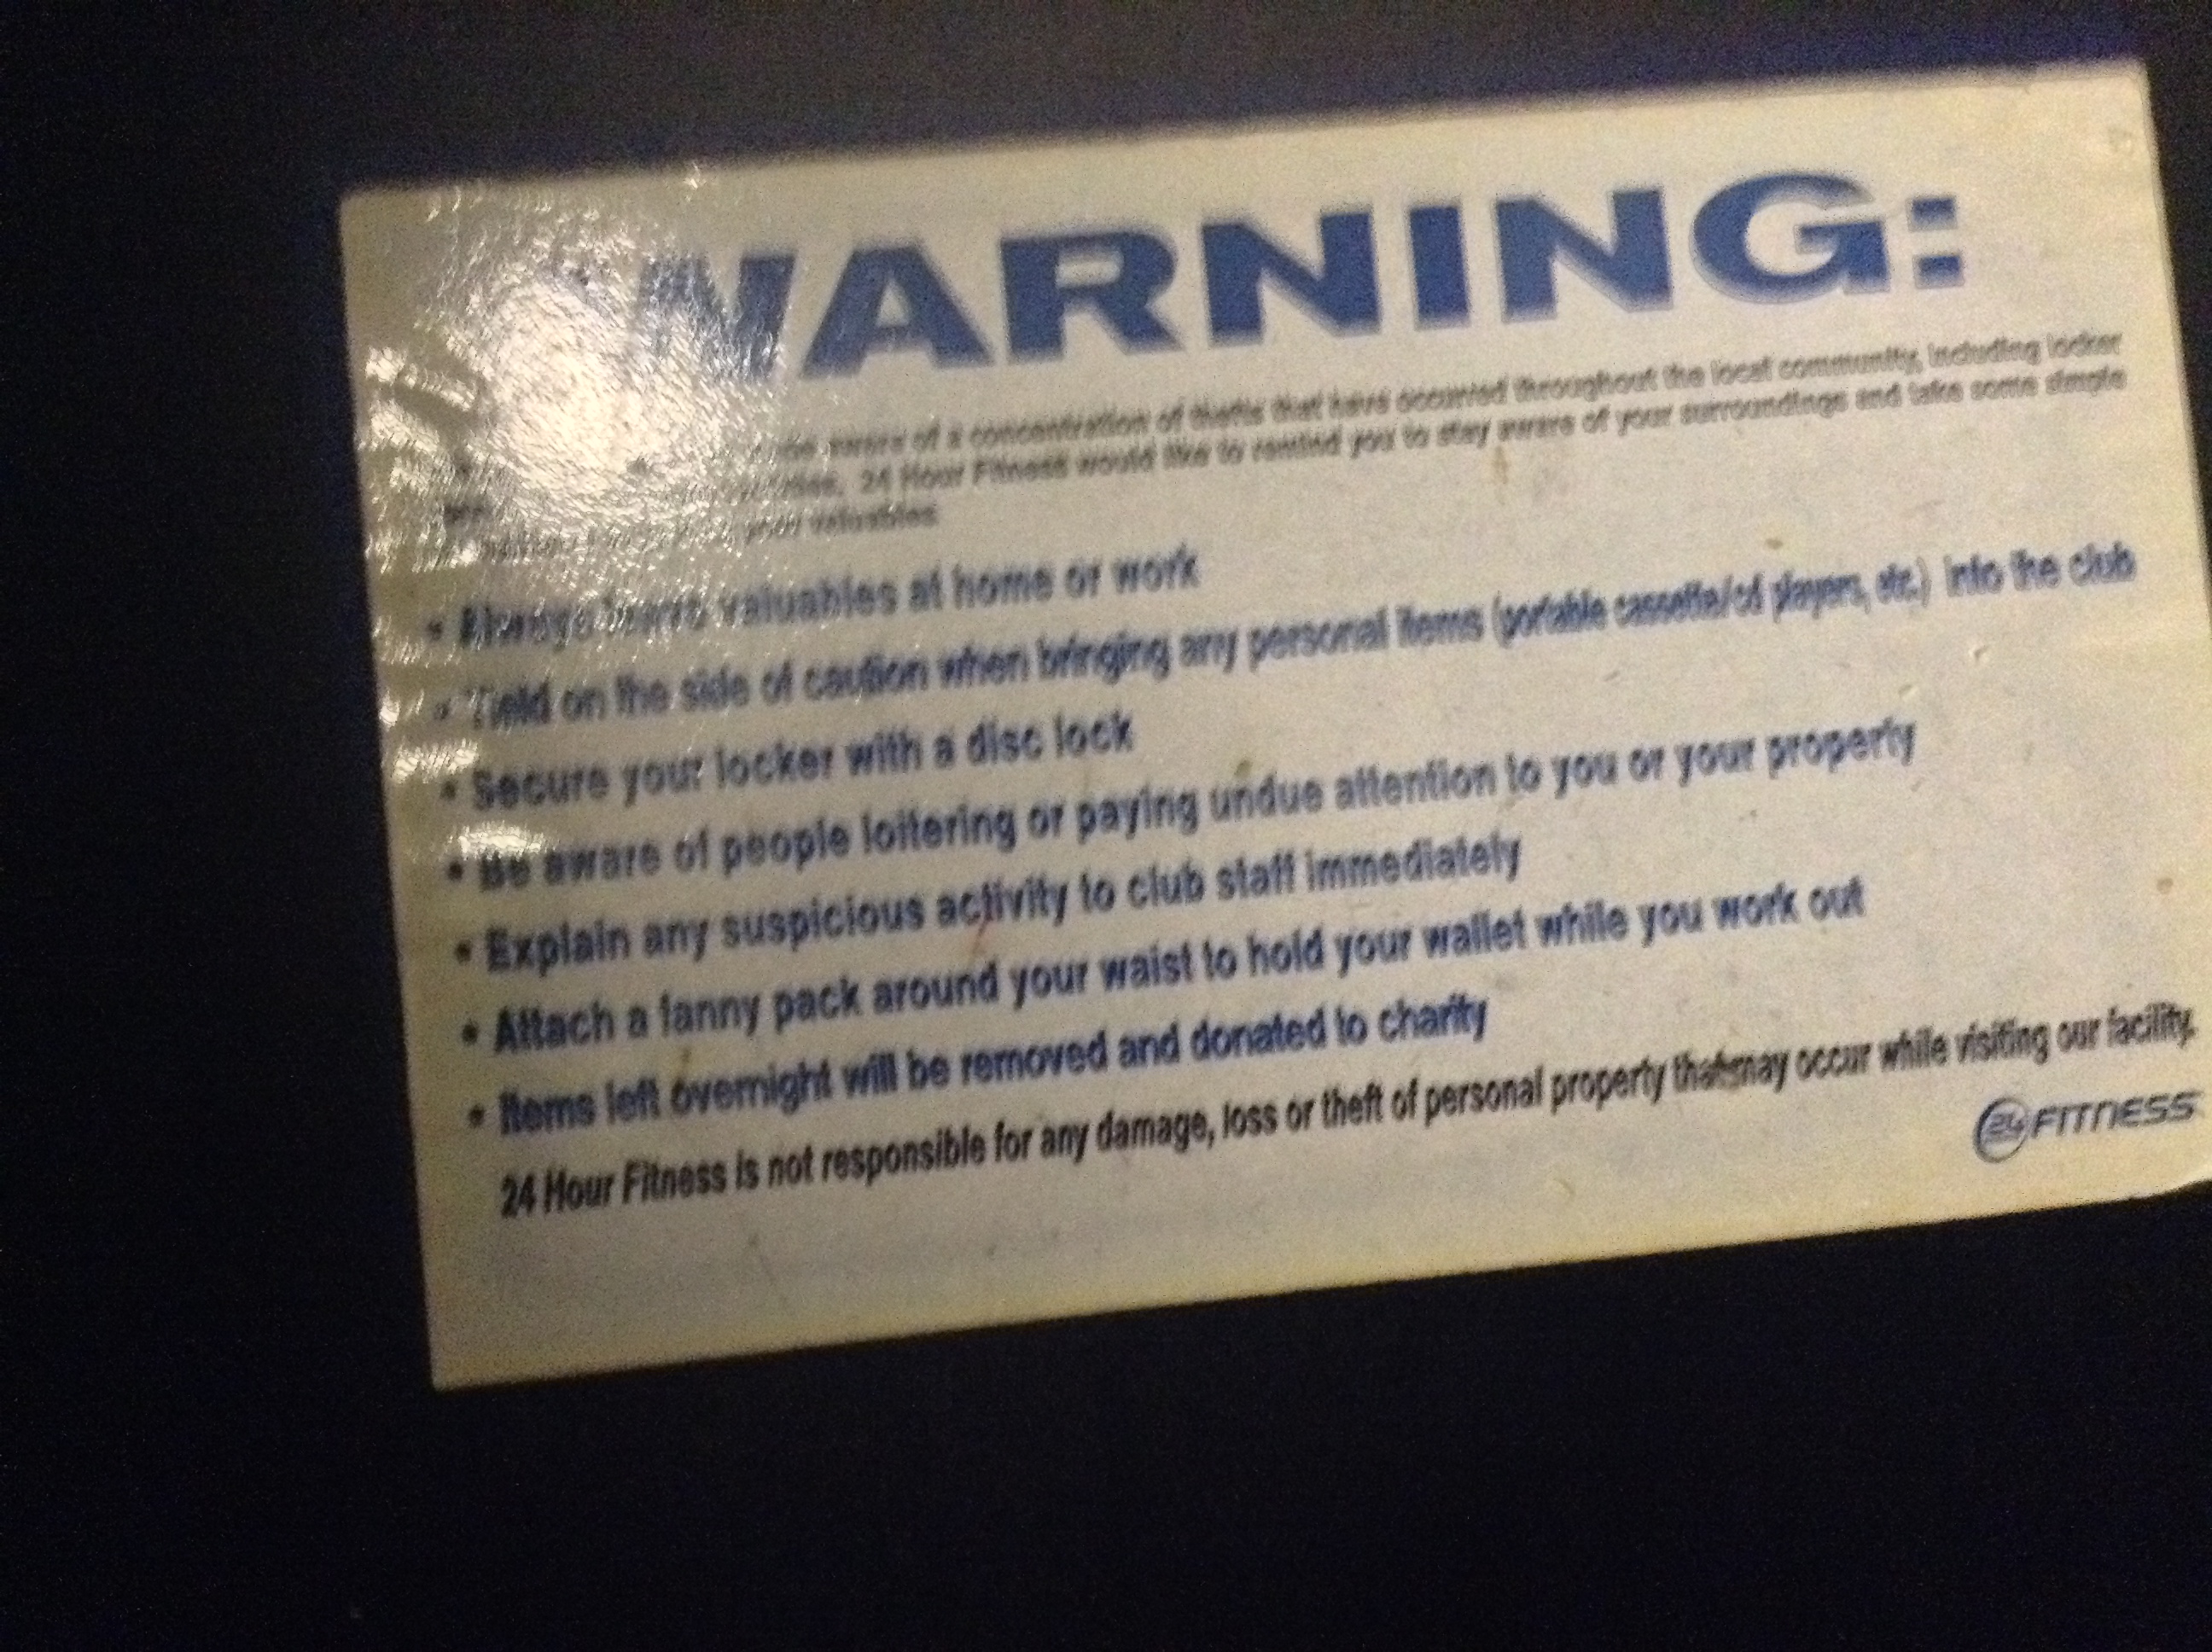 WARNING:
be aware of a concentration of thefts that have occurred throughout the local community, including locker
24 Hour Fitness would like to remind you to stay aware of your surroundings and take some simple
your valuables
• Always leave valuables at home or work
• Yield on the side of caution when bringing any personal items (portable cassette/cd players, etc.) into the club
• Secure your locker with a disc lock
• Be aware of people loitering or paying undue attention to you or your property
• Explain any suspicious activity to club staff immediately
• Attach a fanny pack around your waist to hold your wallet while you work out
• Items left overnight will be removed and donated to charity
24 Hour Fitness is not responsible for any damage, loss or theft of personal property that may occur while visiting our facility.
24 FITNESS